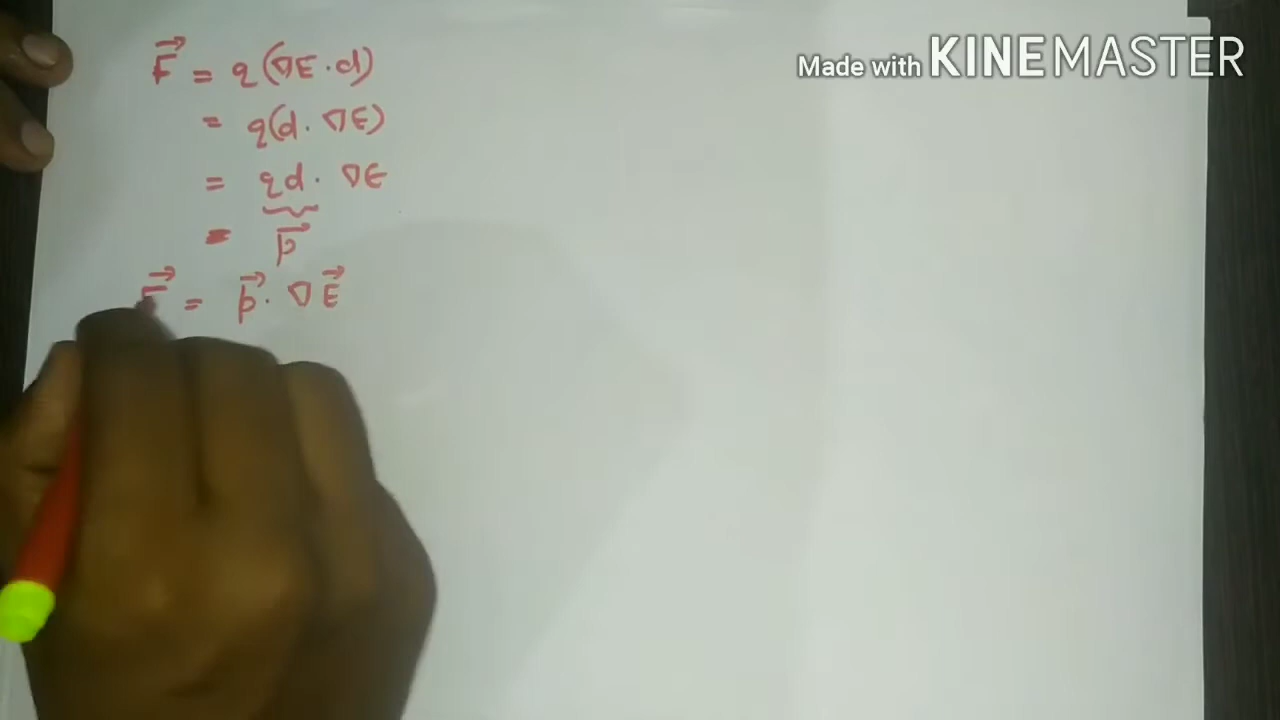 Made with KINEMASTER
F⃗ = q(∇E·d)
= q(d·∇E)
= qd·∇E
= p⃗
F⃗ = p⃗·∇E⃗